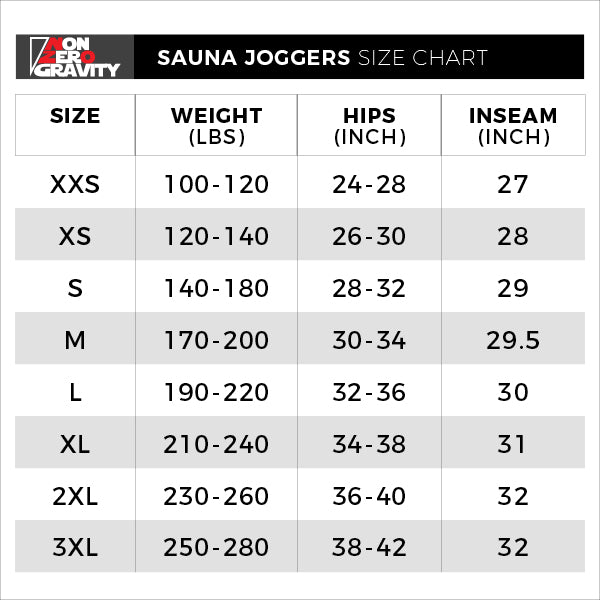 NON
ZERO
GRAVITY
SAUNA JOGGERS SIZE CHART
SIZE WEIGHT (LBS) HIPS (INCH) INSEAM (INCH)
XXS 100-120 24-28 27
XS 120-140 26-30 28
S 140-180 28-32 29
M 170-200 30-34 29.5
L 190-220 32-36 30
XL 210-240 34-38 31
2XL 230-260 36-40 32
3XL 250-280 38-42 32